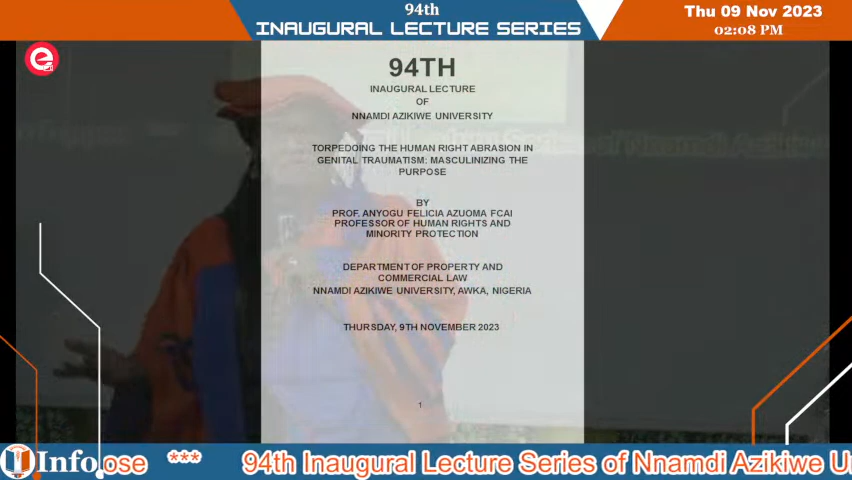 94th
INAUGURAL LECTURE SERIES
Thu 09 Nov 2023
02:08 PM
e
94TH
INAUGURAL LECTURE
OF
NNAMDI AZIKIWE UNIVERSITY
TORPEDOING THE HUMAN RIGHT ABRASION IN
GENITAL TRAUMATISM: MASCULINIZING THE
PURPOSE
BY
PROF. ANYOGU FELICIA AZUOMA FCAI
PROFESSOR OF HUMAN RIGHTS AND
MINORITY PROTECTION
DEPARTMENT OF PROPERTY AND
COMMERCIAL LAW
NNAMDI AZIKIWE UNIVERSITY, AWKA, NIGERIA
THURSDAY, 9TH NOVEMBER 2023
1
Info ose *** 94th Inaugural Lecture Series of Nnamdi Azikiwe U